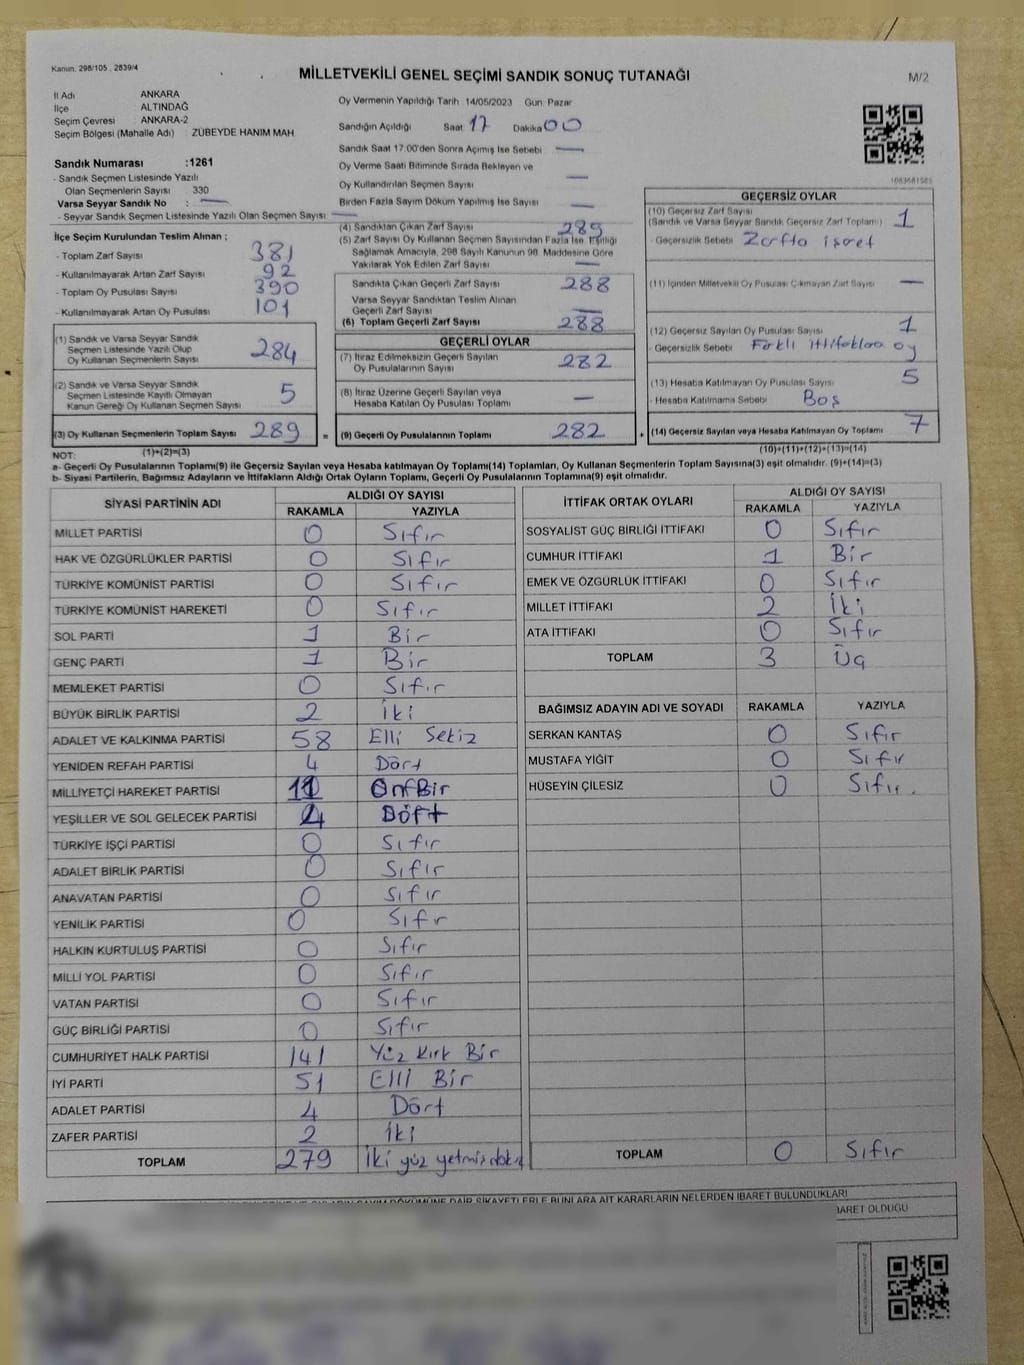 Kanun: 298/105 , 2839/4
MİLLETVEKİLİ GENEL SEÇİMİ SANDIK SONUÇ TUTANAĞI
M/2
İl Adı ANKARA
İlçe ALTINDAĞ
Seçim Çevresi ANKARA-2
Seçim Bölgesi (Mahalle Adı) : ZÜBEYDE HANIM MAH
Sandık Numarası :1261
- Sandık Seçmen Listesinde Yazılı
Olan Seçmenlerin Sayısı : 330
Varsa Seyyar Sandık No : —
- Seyyar Sandık Seçmen Listesinde Yazılı Olan Seçmen Sayısı : —
Oy Vermenin Yapıldığı Tarih : 14/05/2023 Gün: Pazar
Sandığın Açıldığı Saat 17 Dakika 00
Sandık Saat 17.00'den Sonra Açımış İse Sebebi —
Oy Verme Saati Bitiminde Sırada Bekleyen ve
Oy Kullandırılan Seçmen Sayısı —
Birden Fazla Sayım Döküm Yapılmış İse Sayısı —
İlçe Seçim Kurulundan Teslim Alınan ;
- Toplam Zarf Sayısı 381
- Kullanılmayarak Artan Zarf Sayısı 92
- Toplam Oy Pusulası Sayısı 390
- Kullanılmayarak Artan Oy Pusulası 101
(1) Sandık ve Varsa Seyyar Sandık
Seçmen Listesinde Yazılı Olup
Oy Kullanan Seçmenlerin Sayısı 284
(2) Sandık ve Varsa Seyyar Sandık
Seçmen Listesinde Kayıtlı Olmayan
Kanun Gereği Oy Kullanan Seçmen Sayısı 5
(3) Oy Kullanan Seçmenlerin Toplam Sayısı 289
(1)+(2)=(3)
(4) Sandıktan Çıkan Zarf Sayısı 289
(5) Zarf Sayısı Oy Kullanan Seçmen Sayısından Fazla İse, Eşitliği
Sağlamak Amacıyla, 298 Sayılı Kanunun 98. Maddesine Göre
Yakılarak Yok Edilen Zarf Sayısı —
Sandıkta Çıkan Geçerli Zarf Sayısı 288
Varsa Seyyar Sandıktan Teslim Alınan
Geçerli Zarf Sayısı —
(6) Toplam Geçerli Zarf Sayısı 288
GEÇERLİ OYLAR
(7) İtiraz Edilmeksizin Geçerli Sayılan
Oy Pusulalarının Sayısı 282
(8) İtiraz Üzerine Geçerli Sayılan veya
Hesaba Katılan Oy Pusulası Toplamı —
= (9) Geçerli Oy Pusulalarının Toplamı 282 +
GEÇERSİZ OYLAR
(10) Geçersiz Zarf Sayısı
(Sandık ve Varsa Seyyar Sandık Geçersiz Zarf Toplamı) 1
- Geçersizlik Sebebi Zarfta işaret
(11) İçinden Milletvekili Oy Pusulası Çıkmayan Zarf Sayısı —
(12) Geçersiz Sayılan Oy Pusulası Sayısı 1
- Geçersizlik Sebebi Farklı ittifaklara oy
(13) Hesaba Katılmayan Oy Pusulası Sayısı 5
- Hesaba Katılmama Sebebi Boş
(14) Geçersiz Sayılan veya Hesaba Katılmayan Oy Toplamı 7
(10)+(11)+(12)+(13)=(14)
NOT:
a- Geçerli Oy Pusulalarının Toplamı(9) ile Geçersiz Sayılan veya Hesaba katılmayan Oy Toplamı(14) Toplamları, Oy Kullanan Seçmenlerin Toplam Sayısına(3) eşit olmalıdır. (9)+(14)=(3)
b- Siyasi Partilerin, Bağımsız Adayların ve İttifakların Aldığı Ortak Oyların Toplamı, Geçerli Oy Pusulalarının Toplamına(9) eşit olmalıdır.
SİYASİ PARTİNİN ADI ALDIĞI OY SAYISI
RAKAMLA YAZIYLA
MİLLET PARTİSİ 0 Sıfır
HAK VE ÖZGÜRLÜKLER PARTİSİ 0 Sıfır
TÜRKİYE KOMÜNİST PARTİSİ 0 Sıfır
TÜRKİYE KOMÜNİST HAREKETİ 0 Sıfır
SOL PARTİ 1 Bir
GENÇ PARTİ 1 Bir
MEMLEKET PARTİSİ 0 Sıfır
BÜYÜK BİRLİK PARTİSİ 2 İki
ADALET VE KALKINMA PARTİSİ 58 Elli Sekiz
YENİDEN REFAH PARTİSİ 4 Dört
MİLLİYETÇİ HAREKET PARTİSİ 11 OnBir
YEŞİLLER VE SOL GELECEK PARTİSİ 4 Dört
TÜRKİYE İŞÇİ PARTİSİ 0 Sıfır
ADALET BİRLİK PARTİSİ 0 Sıfır
ANAVATAN PARTİSİ 0 Sıfır
YENİLİK PARTİSİ 0 Sıfır
HALKIN KURTULUŞ PARTİSİ 0 Sıfır
MİLLİ YOL PARTİSİ 0 Sıfır
VATAN PARTİSİ 0 Sıfır
GÜÇ BİRLİĞİ PARTİSİ 0 Sıfır
CUMHURİYET HALK PARTİSİ 141 Yüz Kırk Bir
İYİ PARTİ 51 Elli Bir
ADALET PARTİSİ 4 Dört
ZAFER PARTİSİ 2 İki
TOPLAM 279 İki yüz yetmiş dokuz
İTTİFAK ORTAK OYLARI ALDIĞI OY SAYISI
RAKAMLA YAZIYLA
SOSYALİST GÜÇ BİRLİĞİ İTTİFAKI 0 Sıfır
CUMHUR İTTİFAKI 1 Bir
EMEK VE ÖZGÜRLÜK İTTİFAKI 0 Sıfır
MİLLET İTTİFAKI 2 İki
ATA İTTİFAKI 0 Sıfır
TOPLAM 3 Üç
BAĞIMSIZ ADAYIN ADI VE SOYADI RAKAMLA YAZIYLA
SERKAN KANTAŞ 0 Sıfır
MUSTAFA YİĞİT 0 Sıfır
HÜSEYİN ÇİLESİZ 0 Sıfır.
TOPLAM 0 Sıfır
SAYIM DÖKÜMÜNE DAİR ŞİKAYETLERLE BUNLARA AİT KARARLARIN NELERDEN İBARET BULUNDUKLARI
BARET OLDUĞU